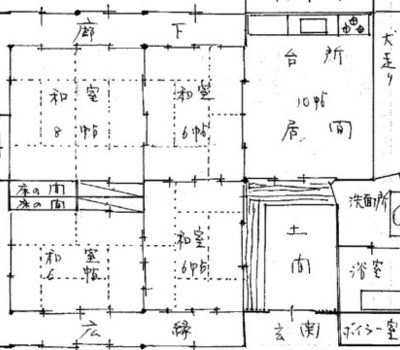 廊 下
台 所
犬走り
和 室
8 帖
和室
6帖
10帖
居 間
床の間
床の間
洗面所
土間
和 室
6 帖
和室
6帖
浴室
広 縁
玄関
ボイラー室